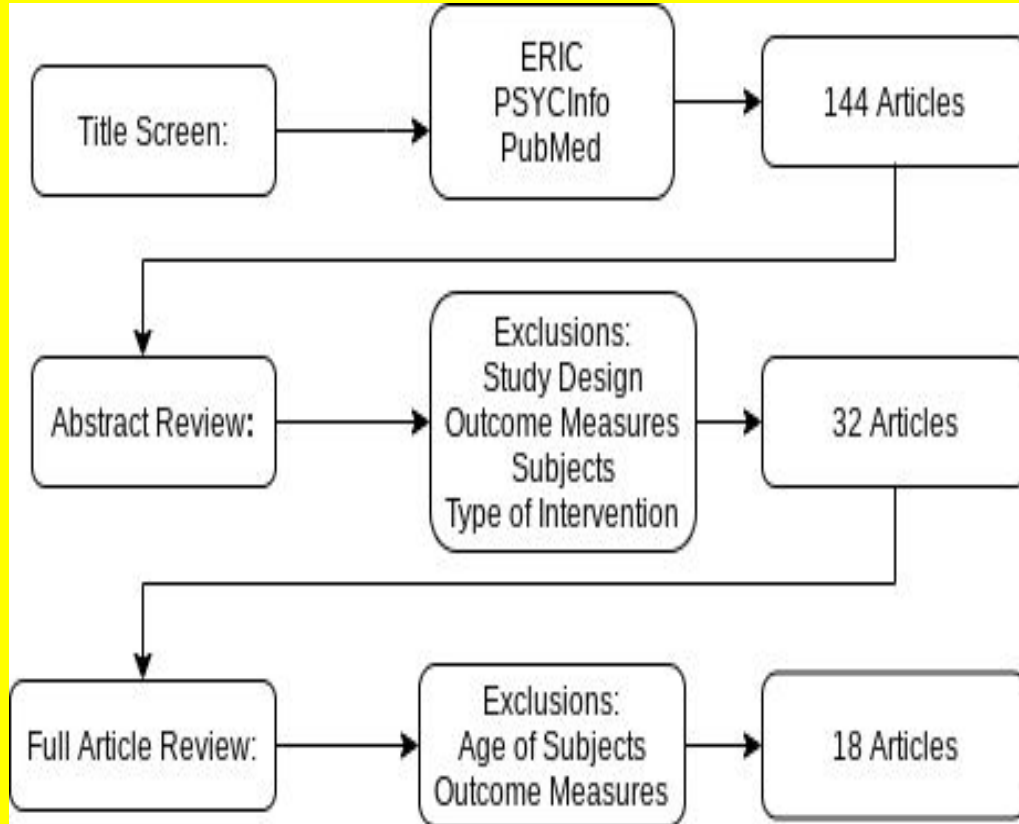 Title Screen:
ERIC
PSYCInfo
PubMed
144 Articles
Abstract Review:
Exclusions:
Study Design
Outcome Measures
Subjects
Type of Intervention
32 Articles
Full Article Review:
Exclusions:
Age of Subjects
Outcome Measures
18 Articles